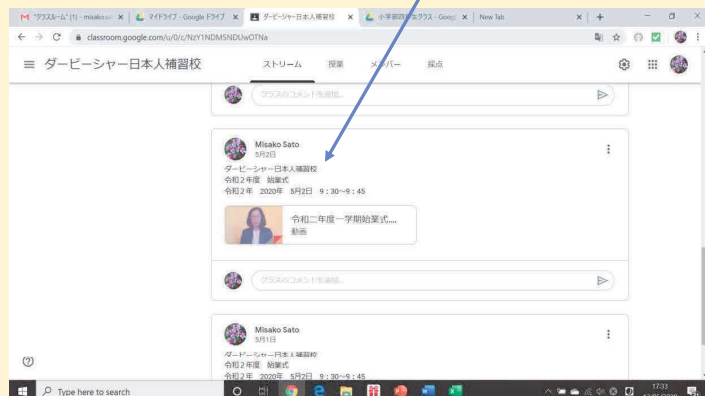 "クラスルーム" (1) - misako.s
マイドライブ - Google ドライブ
ダービーシャー日本人補習校
New Tab
classroom.google.com/u/0/c/NzY1NDM5NDUwOTNa
ダービーシャー日本人補習校
ストリーム
授業
メンバー
採点
クラスのコメントを追加...
Misako Sato
5月2日
ダービーシャー日本人補習校
令和2年度 始業式
令和2年 2020年 5月2日 9:30～9:45
令和二年度一学期始業式....
動画
クラスのコメントを追加...
Misako Sato
5月1日
ダービーシャー日本人補習校
令和2年度 始業式
令和2年 2020年 5月2日 9:30～9:45
Type here to search
17:33